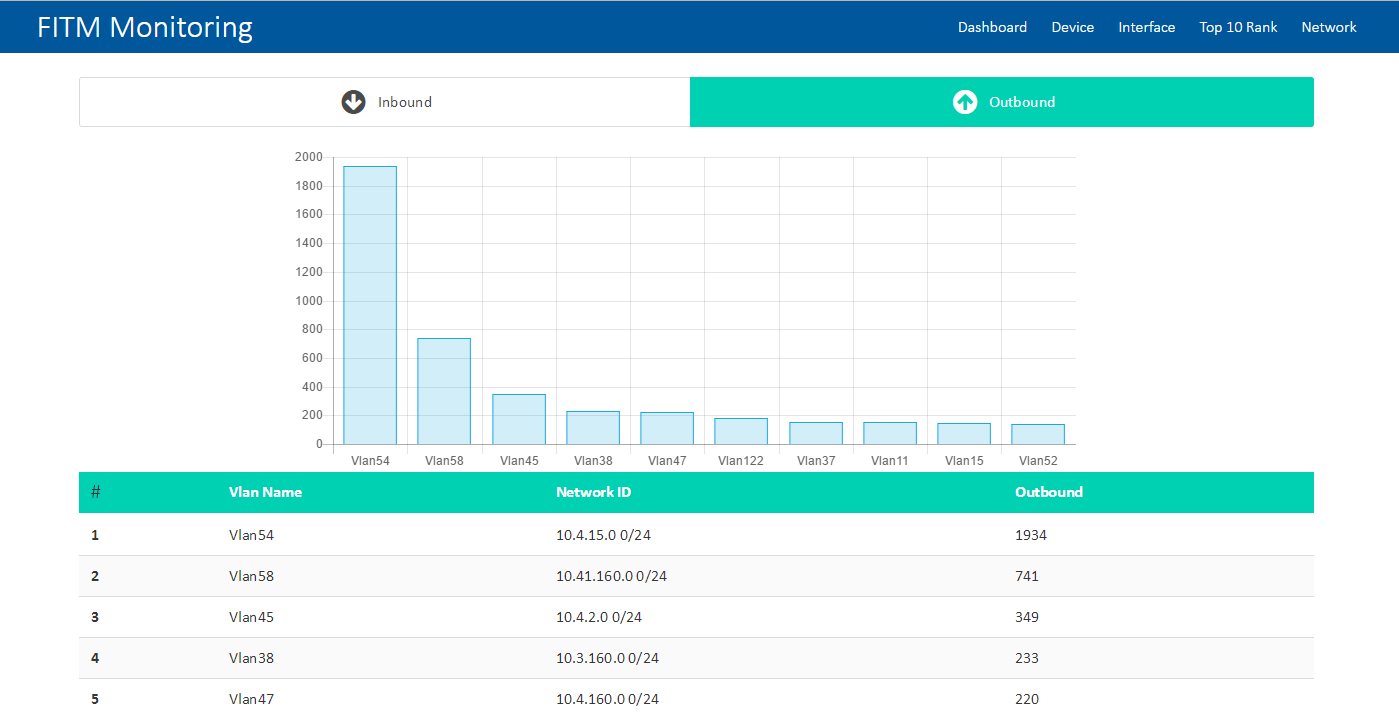 FITM Monitoring
Dashboard Device Interface Top 10 Rank Network
Inbound Outbound
2000
1800
1600
1400
1200
1000
800
600
400
200
0
Vlan54 Vlan58 Vlan45 Vlan38 Vlan47 Vlan122 Vlan37 Vlan11 Vlan15 Vlan52
# Vlan Name Network ID Outbound
1 Vlan54 10.4.15.0 0/24 1934
2 Vlan58 10.41.160.0 0/24 741
3 Vlan45 10.4.2.0 0/24 349
4 Vlan38 10.3.160.0 0/24 233
5 Vlan47 10.4.160.0 0/24 220